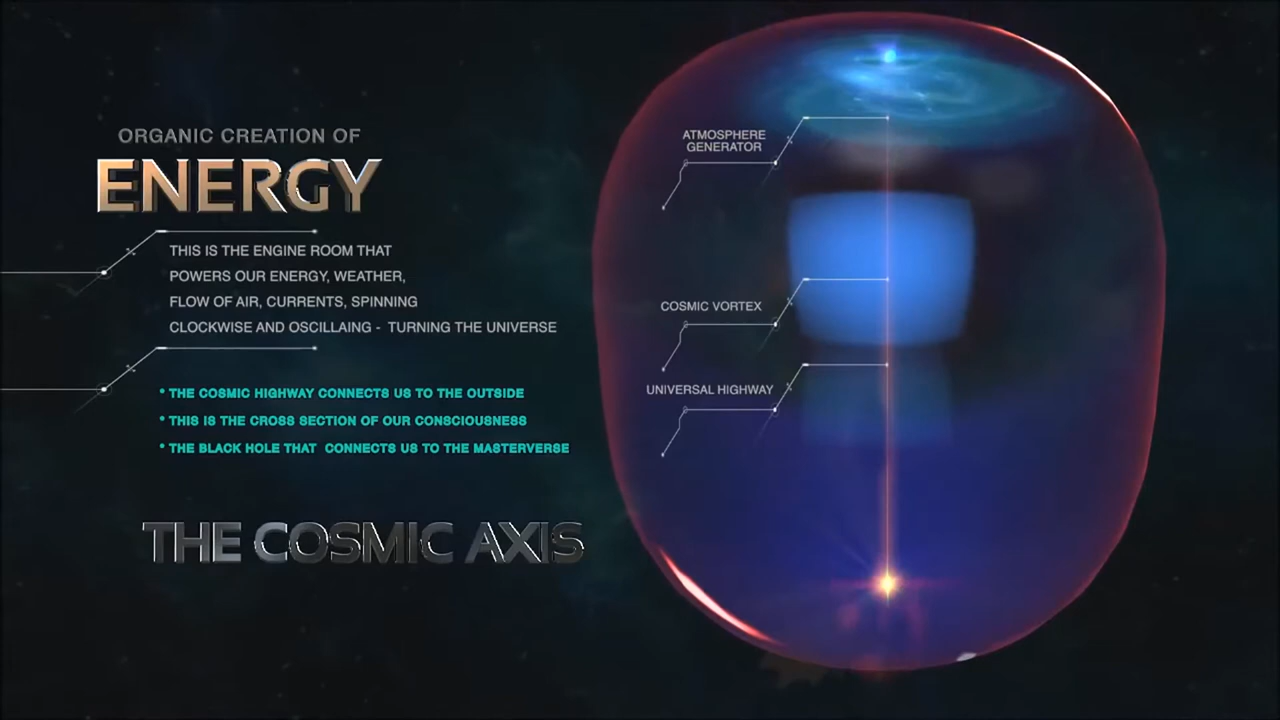 ORGANIC CREATION OF
ENERGY
THIS IS THE ENGINE ROOM THAT
POWERS OUR ENERGY, WEATHER,
FLOW OF AIR, CURRENTS, SPINNING
CLOCKWISE AND OSCILLAING - TURNING THE UNIVERSE
* THE COSMIC HIGHWAY CONNECTS US TO THE OUTSIDE
* THIS IS THE CROSS SECTION OF OUR CONSCIOUSNESS
* THE BLACK HOLE THAT CONNECTS US TO THE MASTERVERSE
THE COSMIC AXIS
ATMOSPHERE
GENERATOR
COSMIC VORTEX
UNIVERSAL HIGHWAY